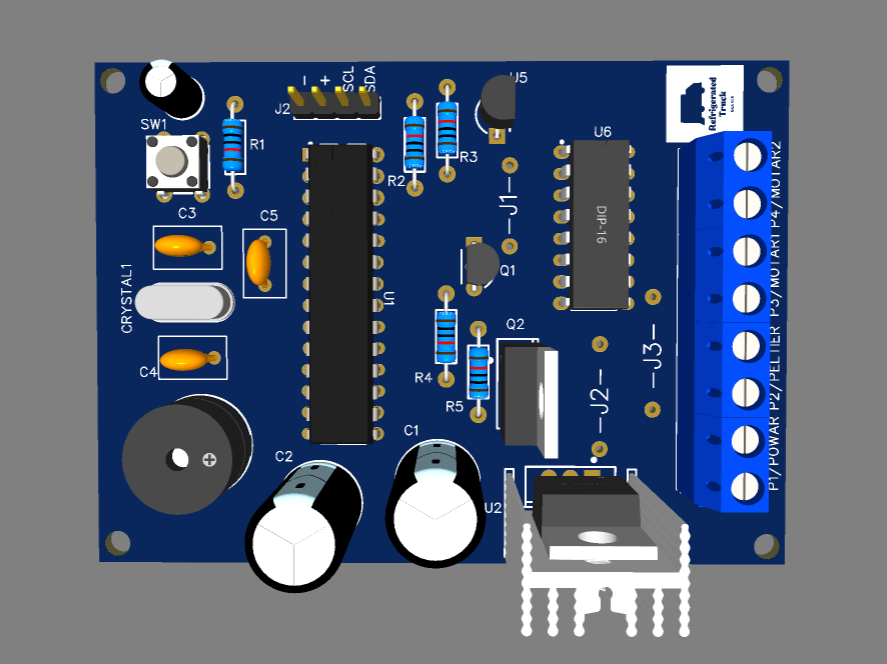 SW1
R1
J2
−
+
SCL
SDA
R2
R3
U5
U6
DIP-16
Refrigerated
Truck
C3
C5
CRYSTAL1
C4
U1
-J1-
Q1
Q2
R4
R5
-J2-
-J3-
C2
C1
U2
P1/POWAR P2/PELTIER P3/MOTAR1 P4/MOTAR2